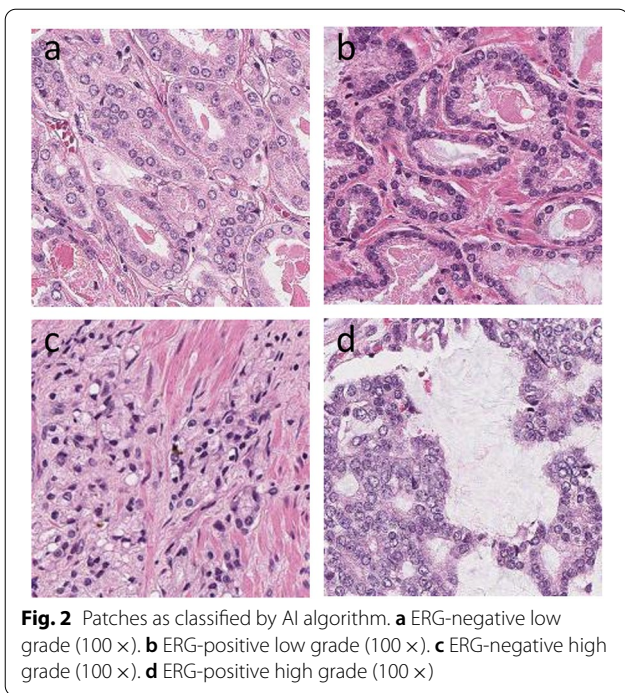 a
b
c
d
Fig. 2 Patches as classified by AI algorithm. a ERG-negative low
grade (100 ×). b ERG-positive low grade (100 ×). c ERG-negative high
grade (100 ×). d ERG-positive high grade (100 ×)